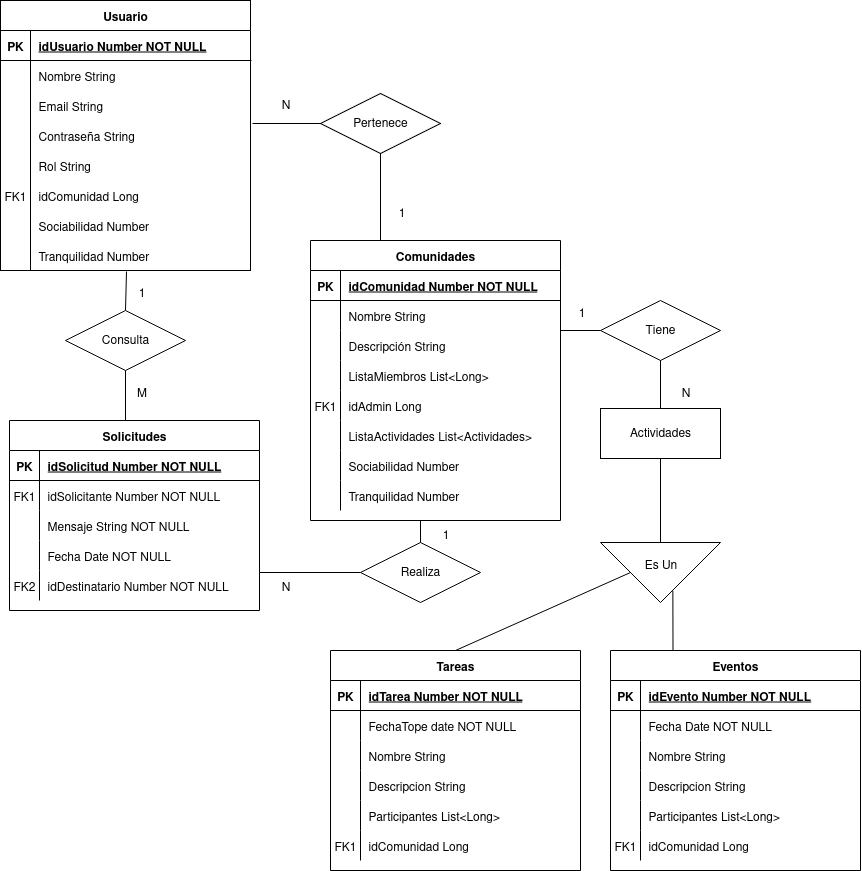 Usuario
PK idUsuario Number NOT NULL
Nombre String
Email String
Contraseña String
Rol String
FK1 idComunidad Long
Sociabilidad Number
Tranquilidad Number
N
Pertenece
1
1
Consulta
M
Comunidades
PK idComunidad Number NOT NULL
Nombre String
Descripción String
ListaMiembros List<Long>
FK1 idAdmin Long
ListaActividades List<Actividades>
Sociabilidad Number
Tranquilidad Number
1
Tiene
N
Actividades
Solicitudes
PK idSolicitud Number NOT NULL
FK1 idSolicitante Number NOT NULL
Mensaje String NOT NULL
Fecha Date NOT NULL
FK2 idDestinatario Number NOT NULL
1
Realiza
N
Es Un
Tareas
PK idTarea Number NOT NULL
FechaTope date NOT NULL
Nombre String
Descripcion String
Participantes List<Long>
FK1 idComunidad Long
Eventos
PK idEvento Number NOT NULL
Fecha Date NOT NULL
Nombre String
Descripcion String
Participantes List<Long>
FK1 idComunidad Long